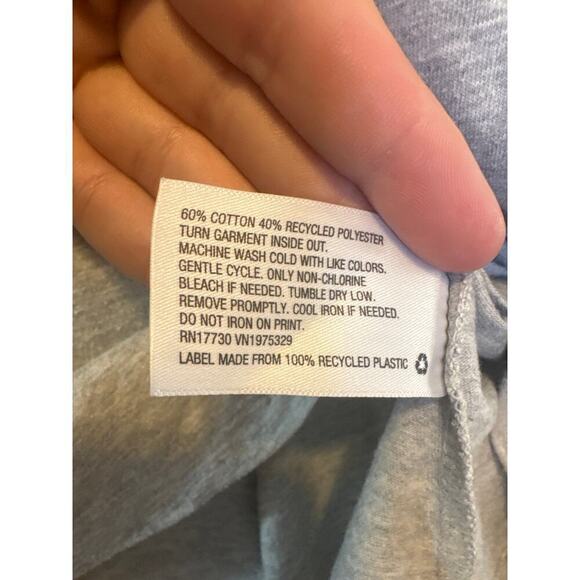 60% COTTON 40% RECYCLED POLYESTER
TURN GARMENT INSIDE OUT.
MACHINE WASH COLD WITH LIKE COLORS.
GENTLE CYCLE. ONLY NON-CHLORINE
BLEACH IF NEEDED. TUMBLE DRY LOW.
REMOVE PROMPTLY. COOL IRON IF NEEDED.
DO NOT IRON ON PRINT.
RN17730 VN1975329
LABEL MADE FROM 100% RECYCLED PLASTIC